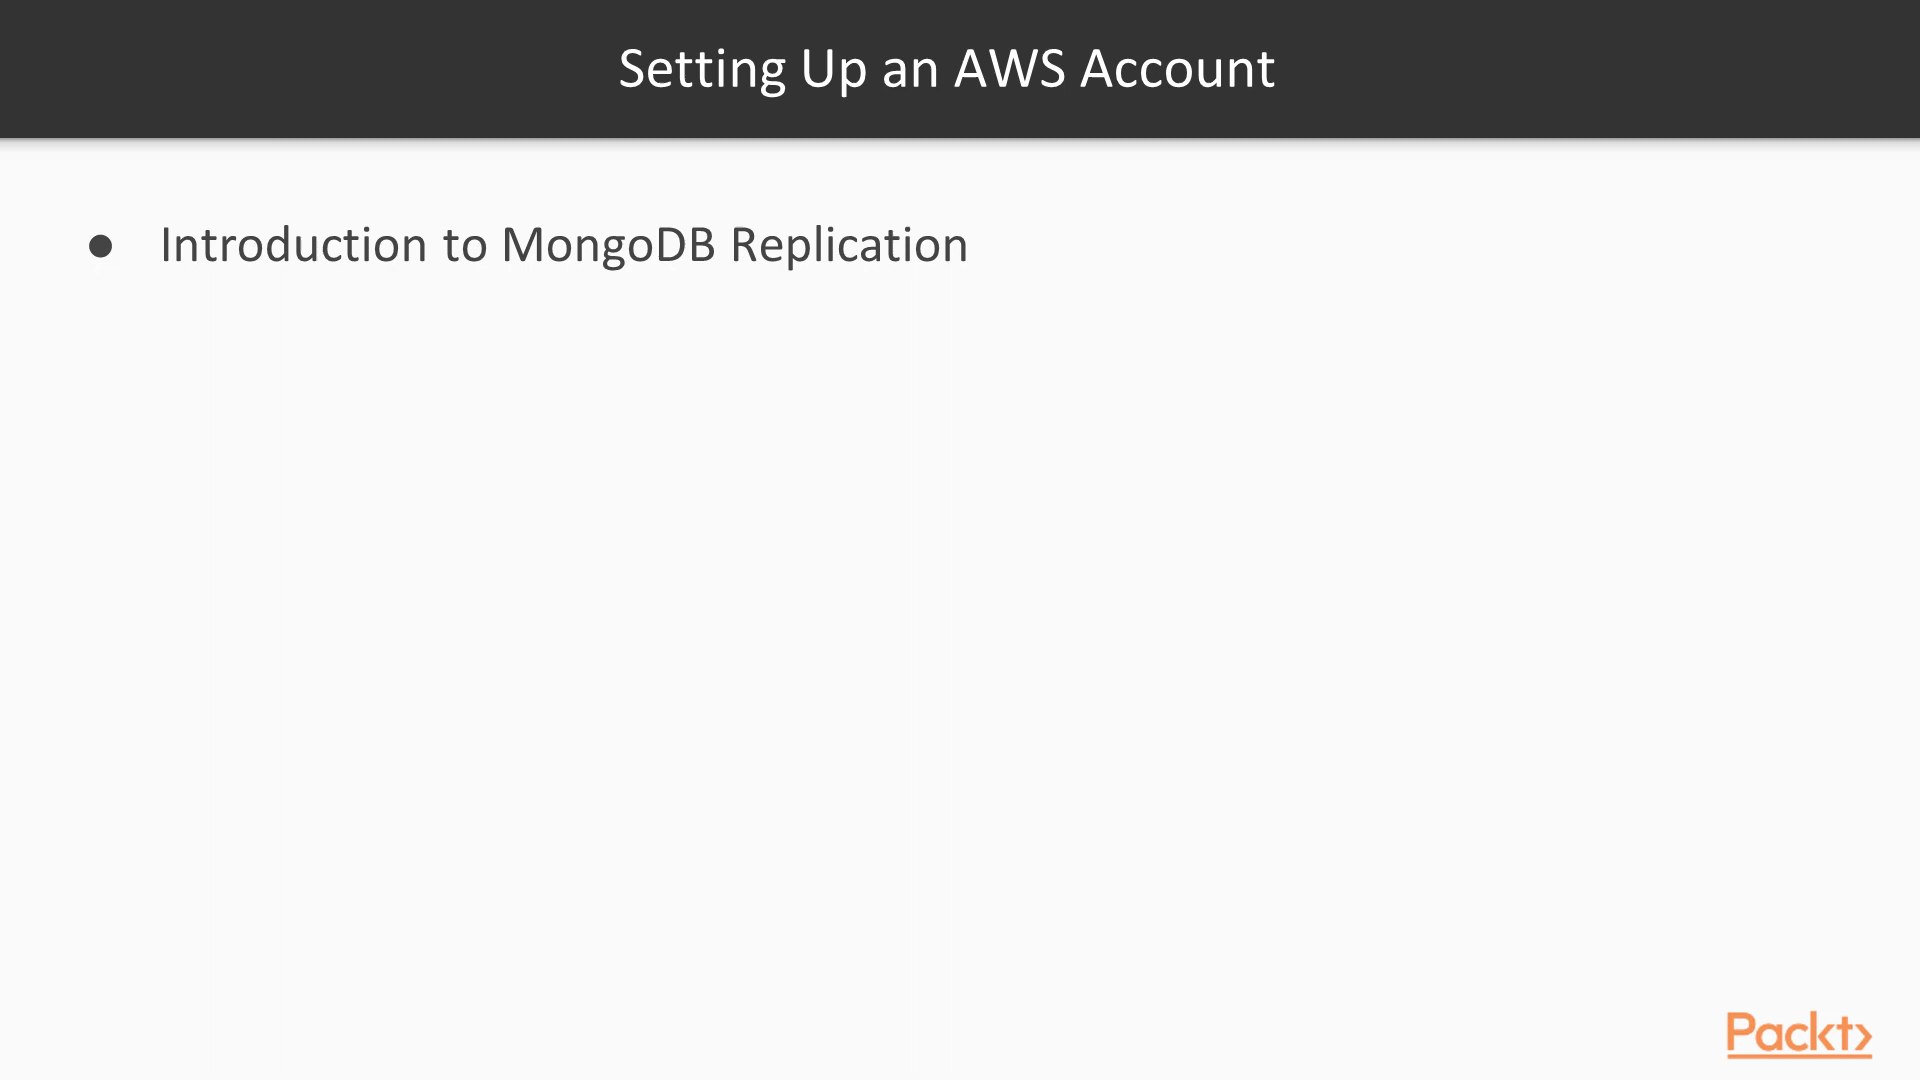 Setting Up an AWS Account
● Introduction to MongoDB Replication
Packt>